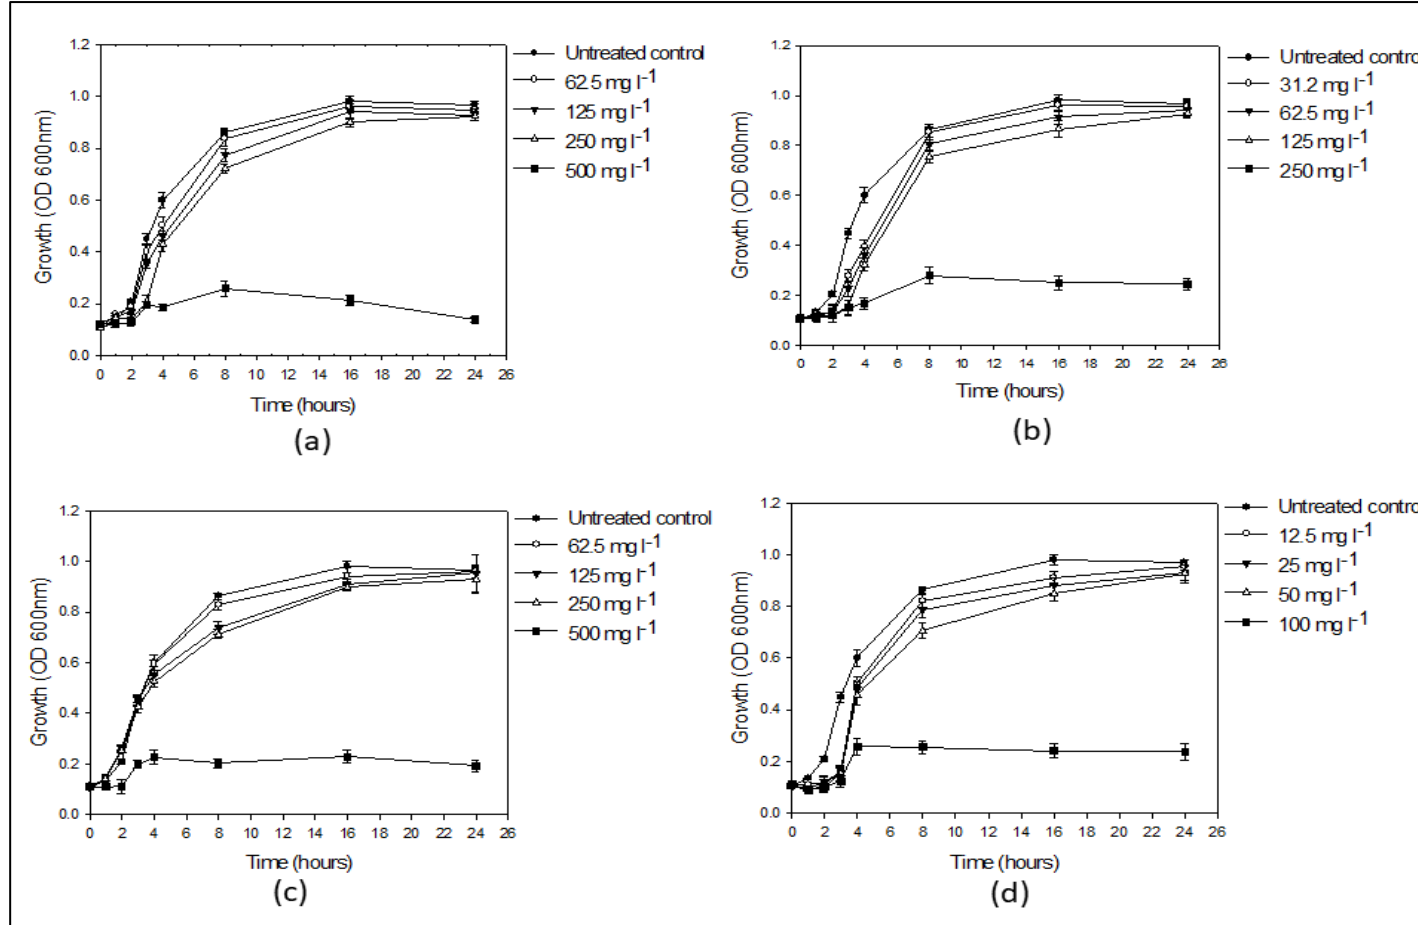 1.2
1.0
0.8
0.6
0.4
0.2
0.0
Growth (OD 600nm)
0 2 4 6 8 10 12 14 16 18 20 22 24 26
Time (hours)
Untreated control
62.5 mg l-1
125 mg l-1
250 mg l-1
500 mg l-1
(a)
1.2
1.0
0.8
0.6
0.4
0.2
0.0
Growth (OD 600nm)
0 2 4 6 8 10 12 14 16 18 20 22 24 26
Time (hours)
Untreated control
31.2 mg l-1
62.5 mg l-1
125 mg l-1
250 mg l-1
(b)
1.2
1.0
0.8
0.6
0.4
0.2
0.0
Growth (OD 600nm)
0 2 4 6 8 10 12 14 16 18 20 22 24 26
Time (hours)
Untreated control
62.5 mg l-1
125 mg l-1
250 mg l-1
500 mg l-1
(c)
1.2
1.0
0.8
0.6
0.4
0.2
0.0
Growth (OD 600nm)
0 2 4 6 8 10 12 14 16 18 20 22 24 26
Time (hours)
Untreated control
12.5 mg l-1
25 mg l-1
50 mg l-1
100 mg l-1
(d)